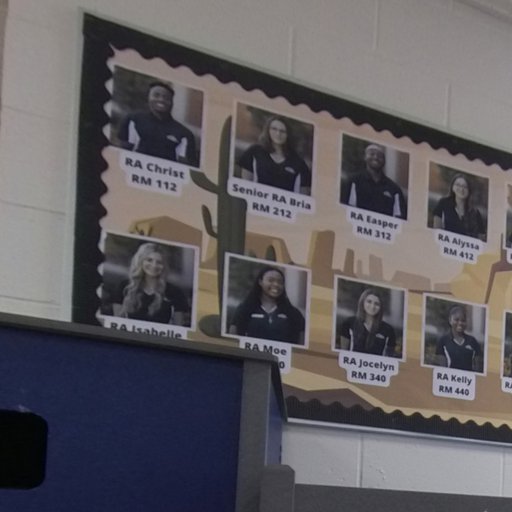 RA Christ
RM 112
Senior RA Bria
RM 212
RA Easper
RM 312
RA Alyssa
RM 412
RA Isabelle
RA Moe
RA Jocelyn
RM 340
RA Kelly
RM 440